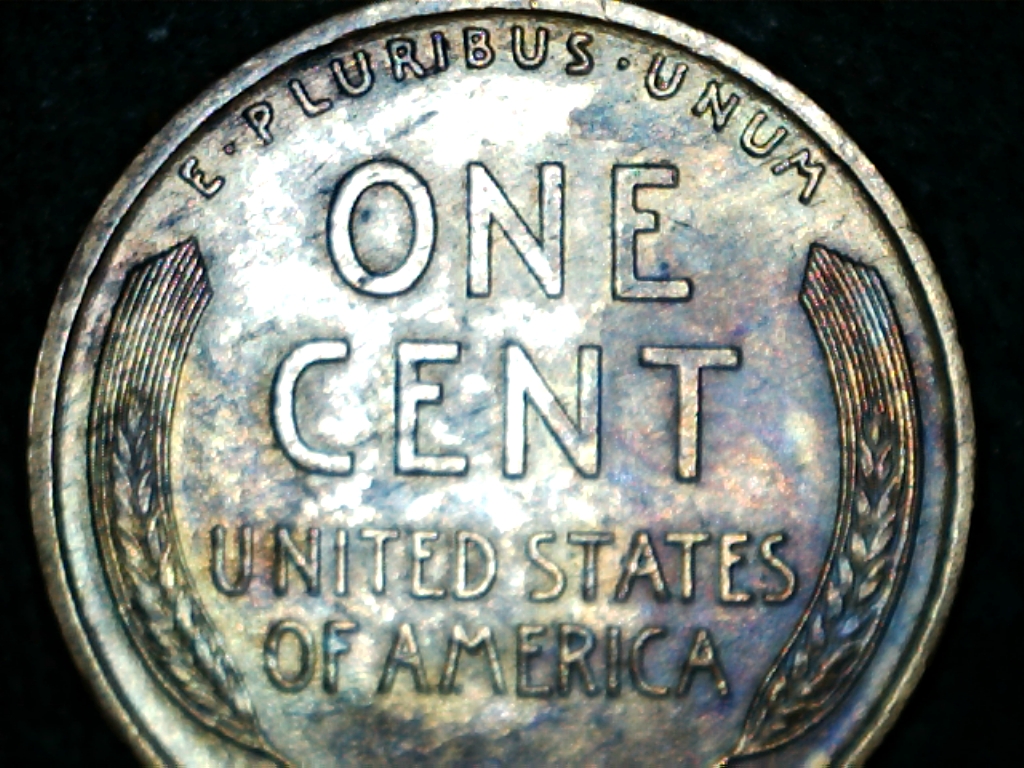 E · PLURIBUS · UNUM
ONE
CENT
UNITED STATES
OF AMERICA